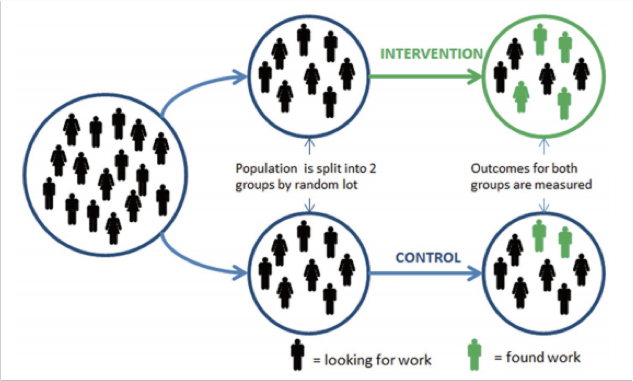 INTERVENTION
Population is split into 2
groups by random lot
Outcomes for both
groups are measured
CONTROL
= looking for work
= found work